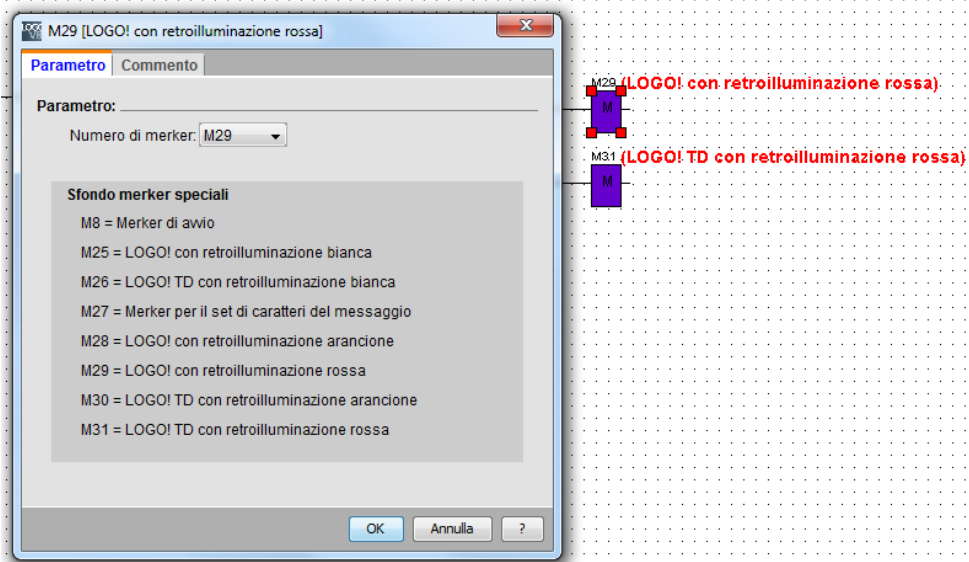 M29 [LOGO! con retroilluminazione rossa]
Parametro Commento
Parametro:
Numero di merker: M29
Sfondo merker speciali
M8 = Merker di avvio
M25 = LOGO! con retroilluminazione bianca
M26 = LOGO! TD con retroilluminazione bianca
M27 = Merker per il set di caratteri del messaggio
M28 = LOGO! con retroilluminazione arancione
M29 = LOGO! con retroilluminazione rossa
M30 = LOGO! TD con retroilluminazione arancione
M31 = LOGO! TD con retroilluminazione rossa
OK Annulla ?
M29 (LOGO! con retroilluminazione rossa)
M
M31 (LOGO! TD con retroilluminazione rossa)
M